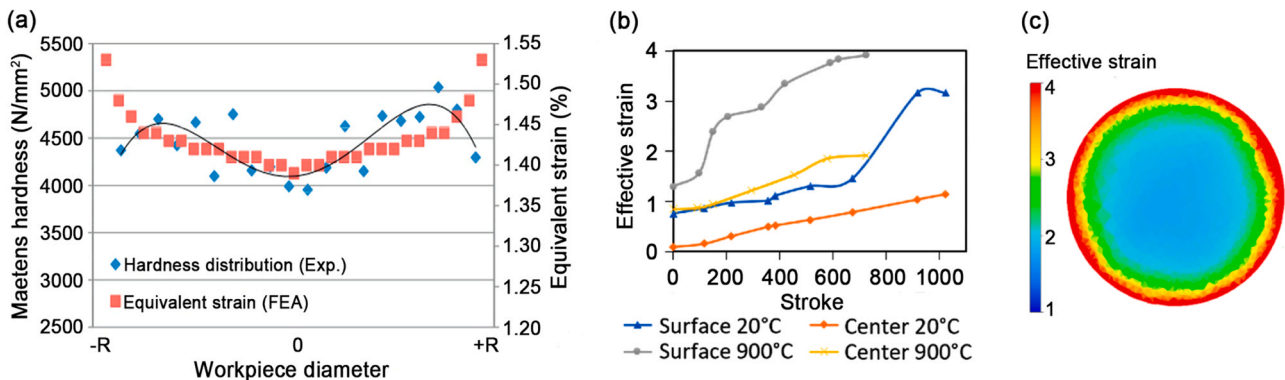 (a)
5500
5000
4500
4000
3500
3000
2500
Maetens hardness (N/mm²)
1.55
1.50
1.45
1.40
1.35
1.30
1.25
1.20
Equivalent strain (%)
Hardness distribution (Exp.)
Equivalent strain (FEA)
-R
0
+R
Workpiece diameter
(b)
4
3
2
1
0
Effective strain
0
200
400
600
800
1000
Stroke
Surface 20°C
Center 20°C
Surface 900°C
Center 900°C
(c)
Effective strain
4
3
2
1